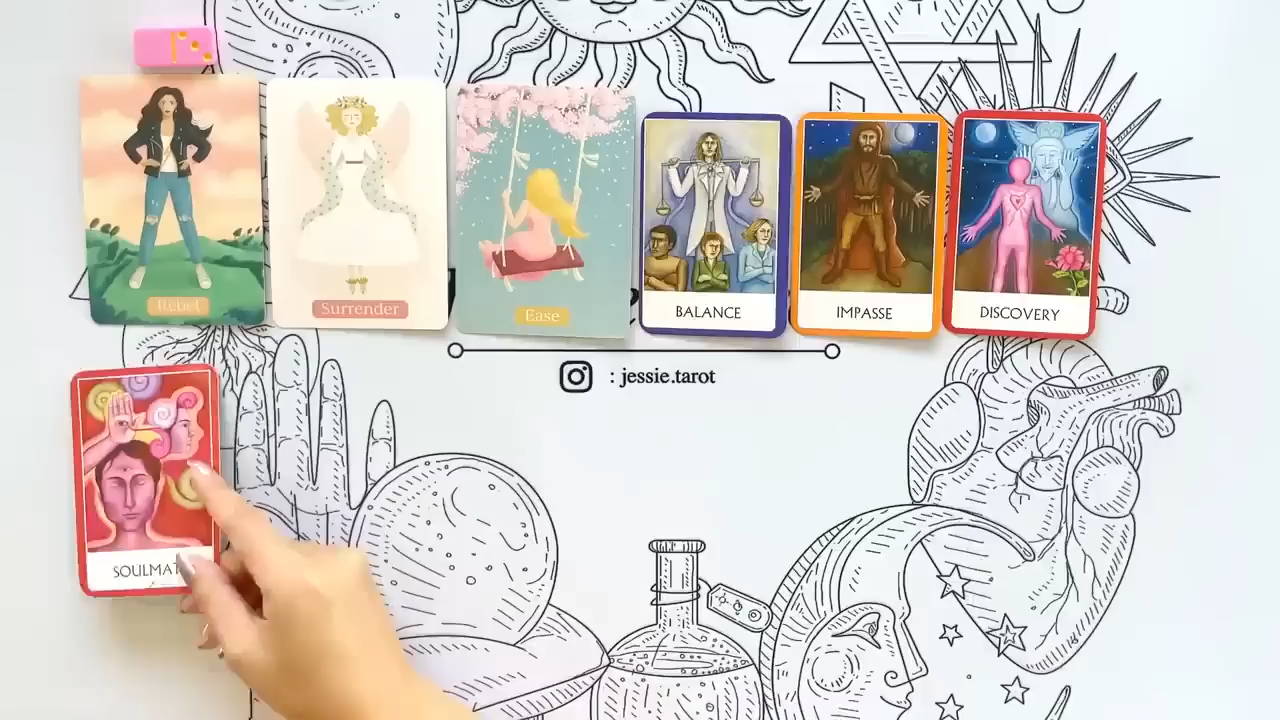 Rebel
Surrender
Ease
BALANCE
IMPASSE
DISCOVERY
: jessie.tarot